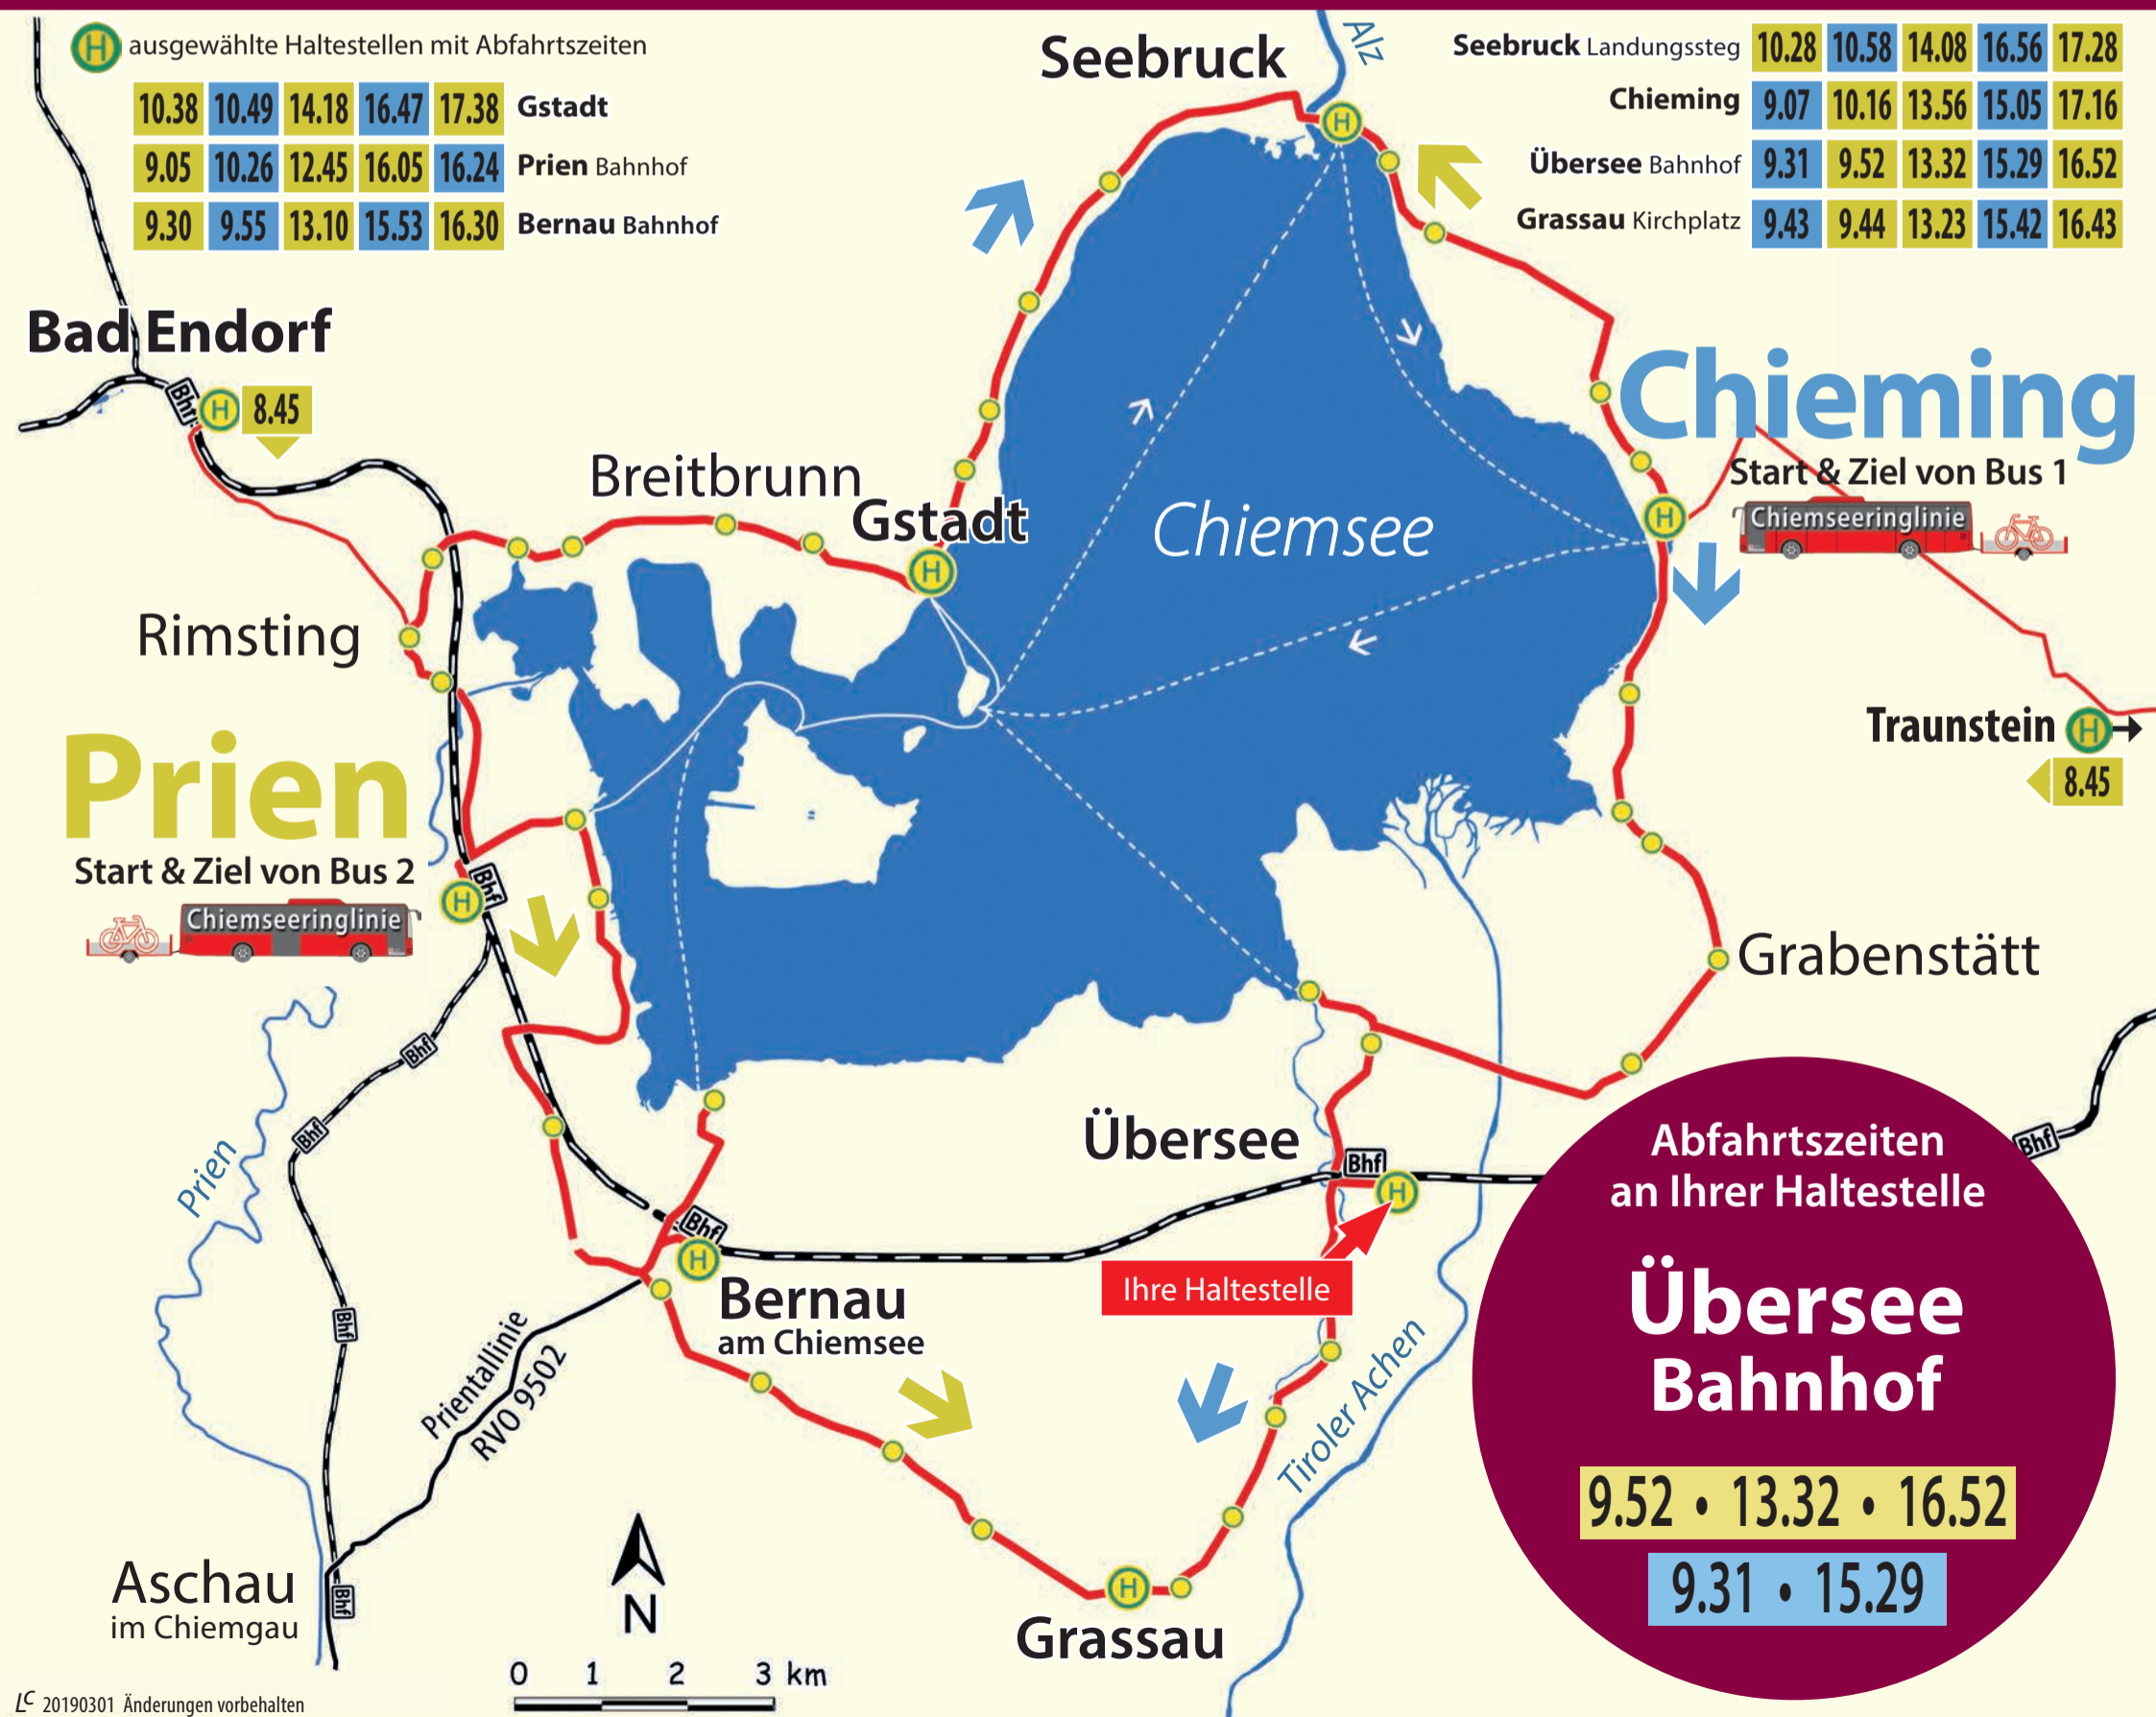 ausgewählte Haltestellen mit Abfahrtszeiten
10.38 10.49 14.18 16.47 17.38 Gstadt
9.05 10.26 12.45 16.05 16.24 Prien Bahnhof
9.30 9.55 13.10 15.53 16.30 Bernau Bahnhof
Seebruck
Alz
Seebruck Landungssteg 10.28 10.58 14.08 16.56 17.28
Chieming 9.07 10.16 13.56 15.05 17.16
Übersee Bahnhof 9.31 9.52 13.32 15.29 16.52
Grassau Kirchplatz 9.43 9.44 13.23 15.42 16.43
H
H
Bad Endorf
Bhf
H
8.45
Breitbrunn
Gstadt
H
Chiemsee
Chieming
Start & Ziel von Bus 1
H
Chiemseeringlinie
Rimsting
Traunstein H
8.45
Prien
Start & Ziel von Bus 2
Chiemseeringlinie
H
Bhf
Grabenstätt
Bhf
Bhf
Prien
Übersee
Bhf
H
Ihre Haltestelle
Bhf
H
Bernau
am Chiemsee
Bhf
Prientallinie
RVO 9502
Tiroler Achen
Bhf
Abfahrtszeiten
an Ihrer Haltestelle
Übersee
Bahnhof
9.52 • 13.32 • 16.52
9.31 • 15.29
Aschau
im Chiemgau
Bhf
N
H
Grassau
0 1 2 3 km
LC 20190301 Änderungen vorbehalten